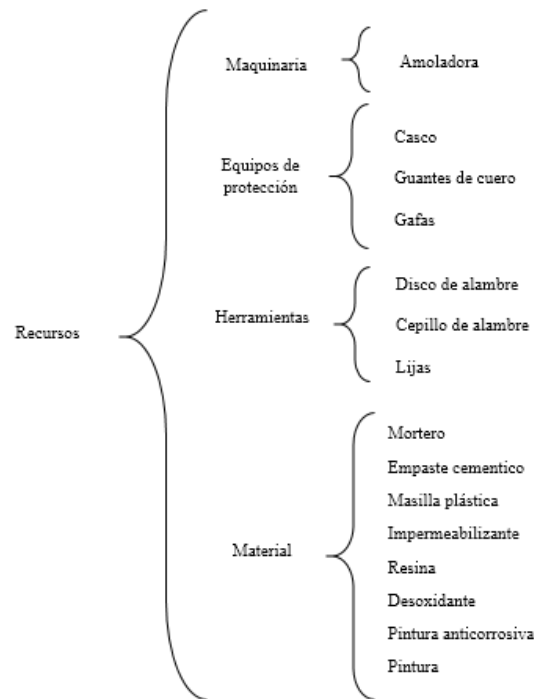 Recursos
Maquinaria
Amoladora
Equipos de
protección
Casco
Guantes de cuero
Gafas
Herramientas
Disco de alambre
Cepillo de alambre
Lijas
Material
Mortero
Empaste cementico
Masilla plástica
Impermeabilizante
Resina
Desoxidante
Pintura anticorrosiva
Pintura